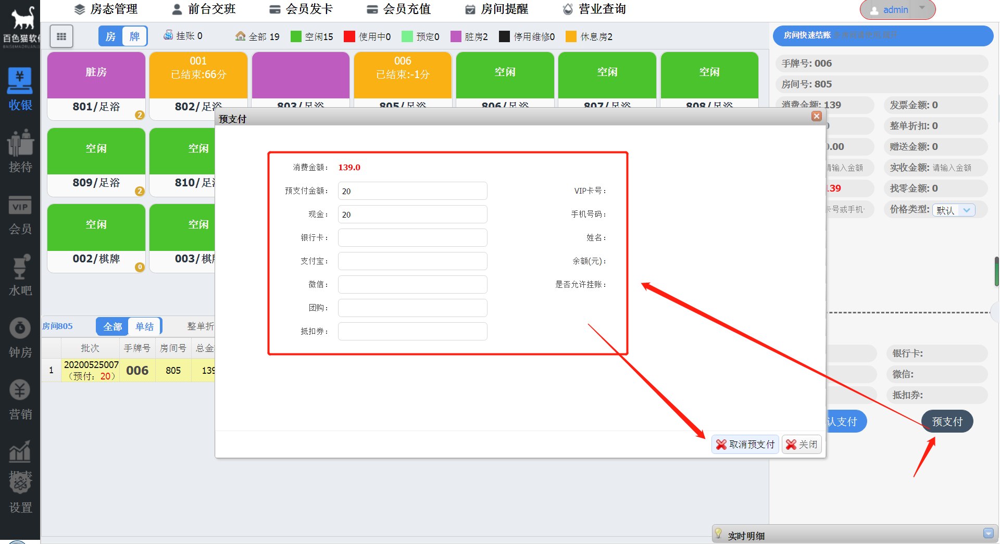 百色猫软件
BAISEMAORUANJI
房态管理
前台交班
会员发卡
会员充值
房间提醒
营业查询
admin
收银
接待
VIP
会员
水吧
钟房
营销
设置
房 牌
挂账 0
全部 19
空闲15
使用中0
预定0
脏房2
停用维修0
休息房2
脏房
801/足浴
2
001
已结束:66分
802/足浴
803/足浴
006
已结束:-1分
805/足浴
空闲
806/足浴
空闲
807/足浴
空闲
808/足浴
空闲
809/足浴
2
空闲
810/足
空闲
002/棋牌
0
空闲
003/棋
房间805
全部 单结
整单折
批次 手牌号 房间号 总金
1
20200525007
（预付：20）
006
805
139
预支付
消费金额： 139.0
预支付金额： 20
VIP卡号：
现金： 20
手机号码：
银行卡：
姓名：
支付宝：
余额(元)：
微信：
是否允许挂账：
团购：
抵扣券：
取消预支付
关闭
房间快速结账
手牌号: 006
房间号: 805
消费金额: 139
发票金额: 0
整单折扣: 0
.00
赠送金额: 0
请输入金额
实收金额: 请输入金额
139
找零金额: 0
卡号或手机
价格类型: 默认
银行卡:
微信:
抵扣券:
认支付
预支付
实时明细